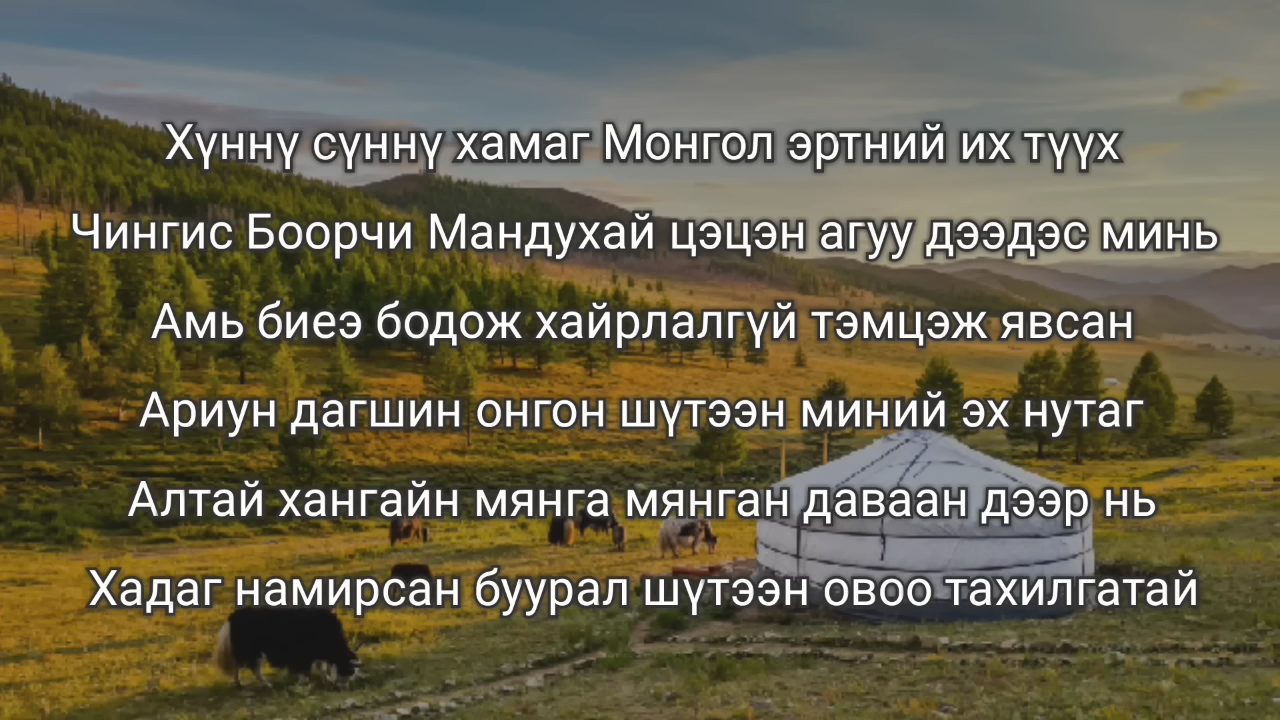 Хүннү сүннү хамаг Монгол эртний их түүх
Чингис Боорчи Мандухай цэцэн агуу дээдэс минь
Амь биеэ бодож хайрлалгүй тэмцэж явсан
Ариун дагшин онгон шүтээн миний эх нутаг
Алтай хангайн мянга мянган даваан дээр нь
Хадаг намирсан буурал шүтээн овоо тахилгатай